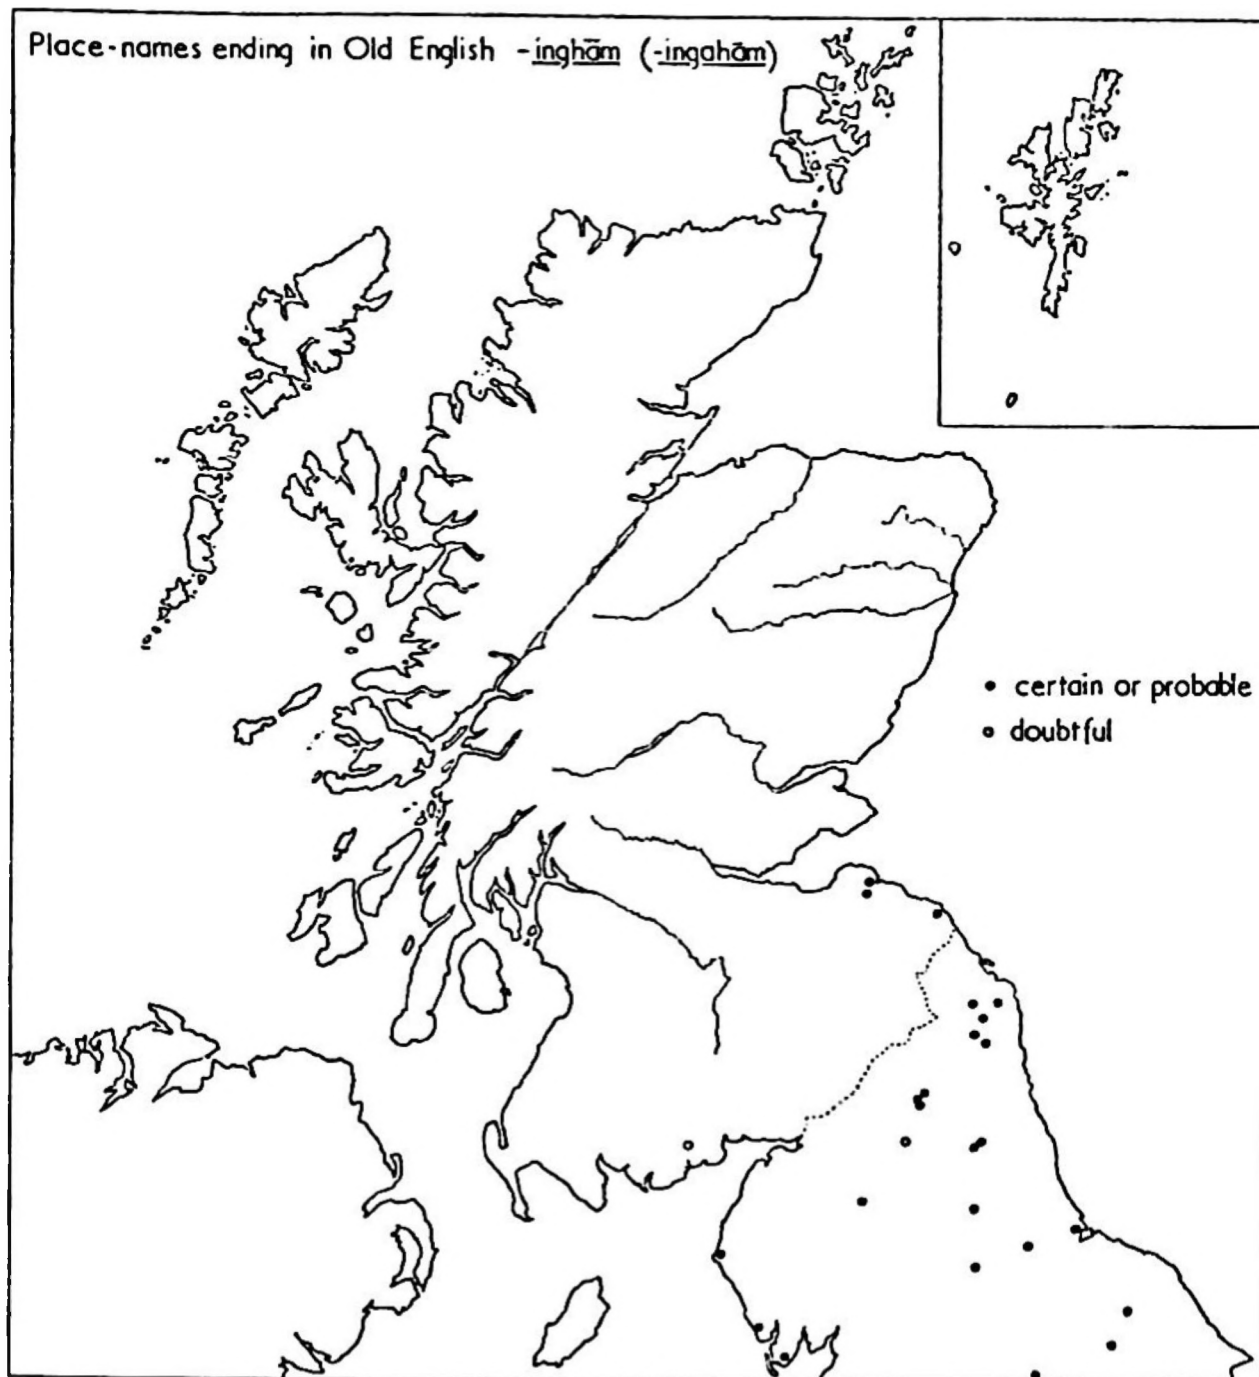 Place-names ending in Old English -inghām (-ingahām)
• certain or probable
∘ doubtful